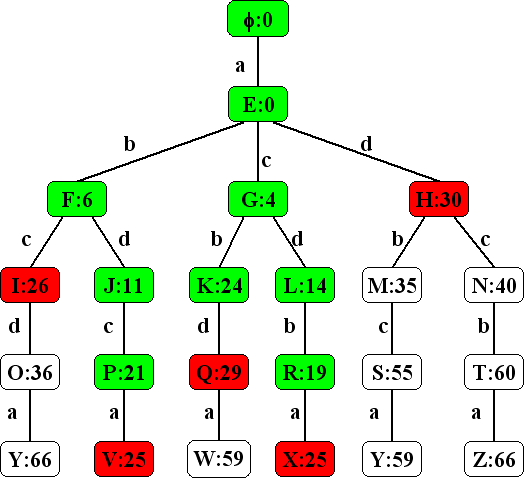 ϕ:0
a
E:0
b c d
F:6 G:4 H:30
c d b d b c
I:26 J:11 K:24 L:14 M:35 N:40
d c d b c b
O:36 P:21 Q:29 R:19 S:55 T:60
a a a a a a
Y:66 V:25 W:59 X:25 Y:59 Z:66